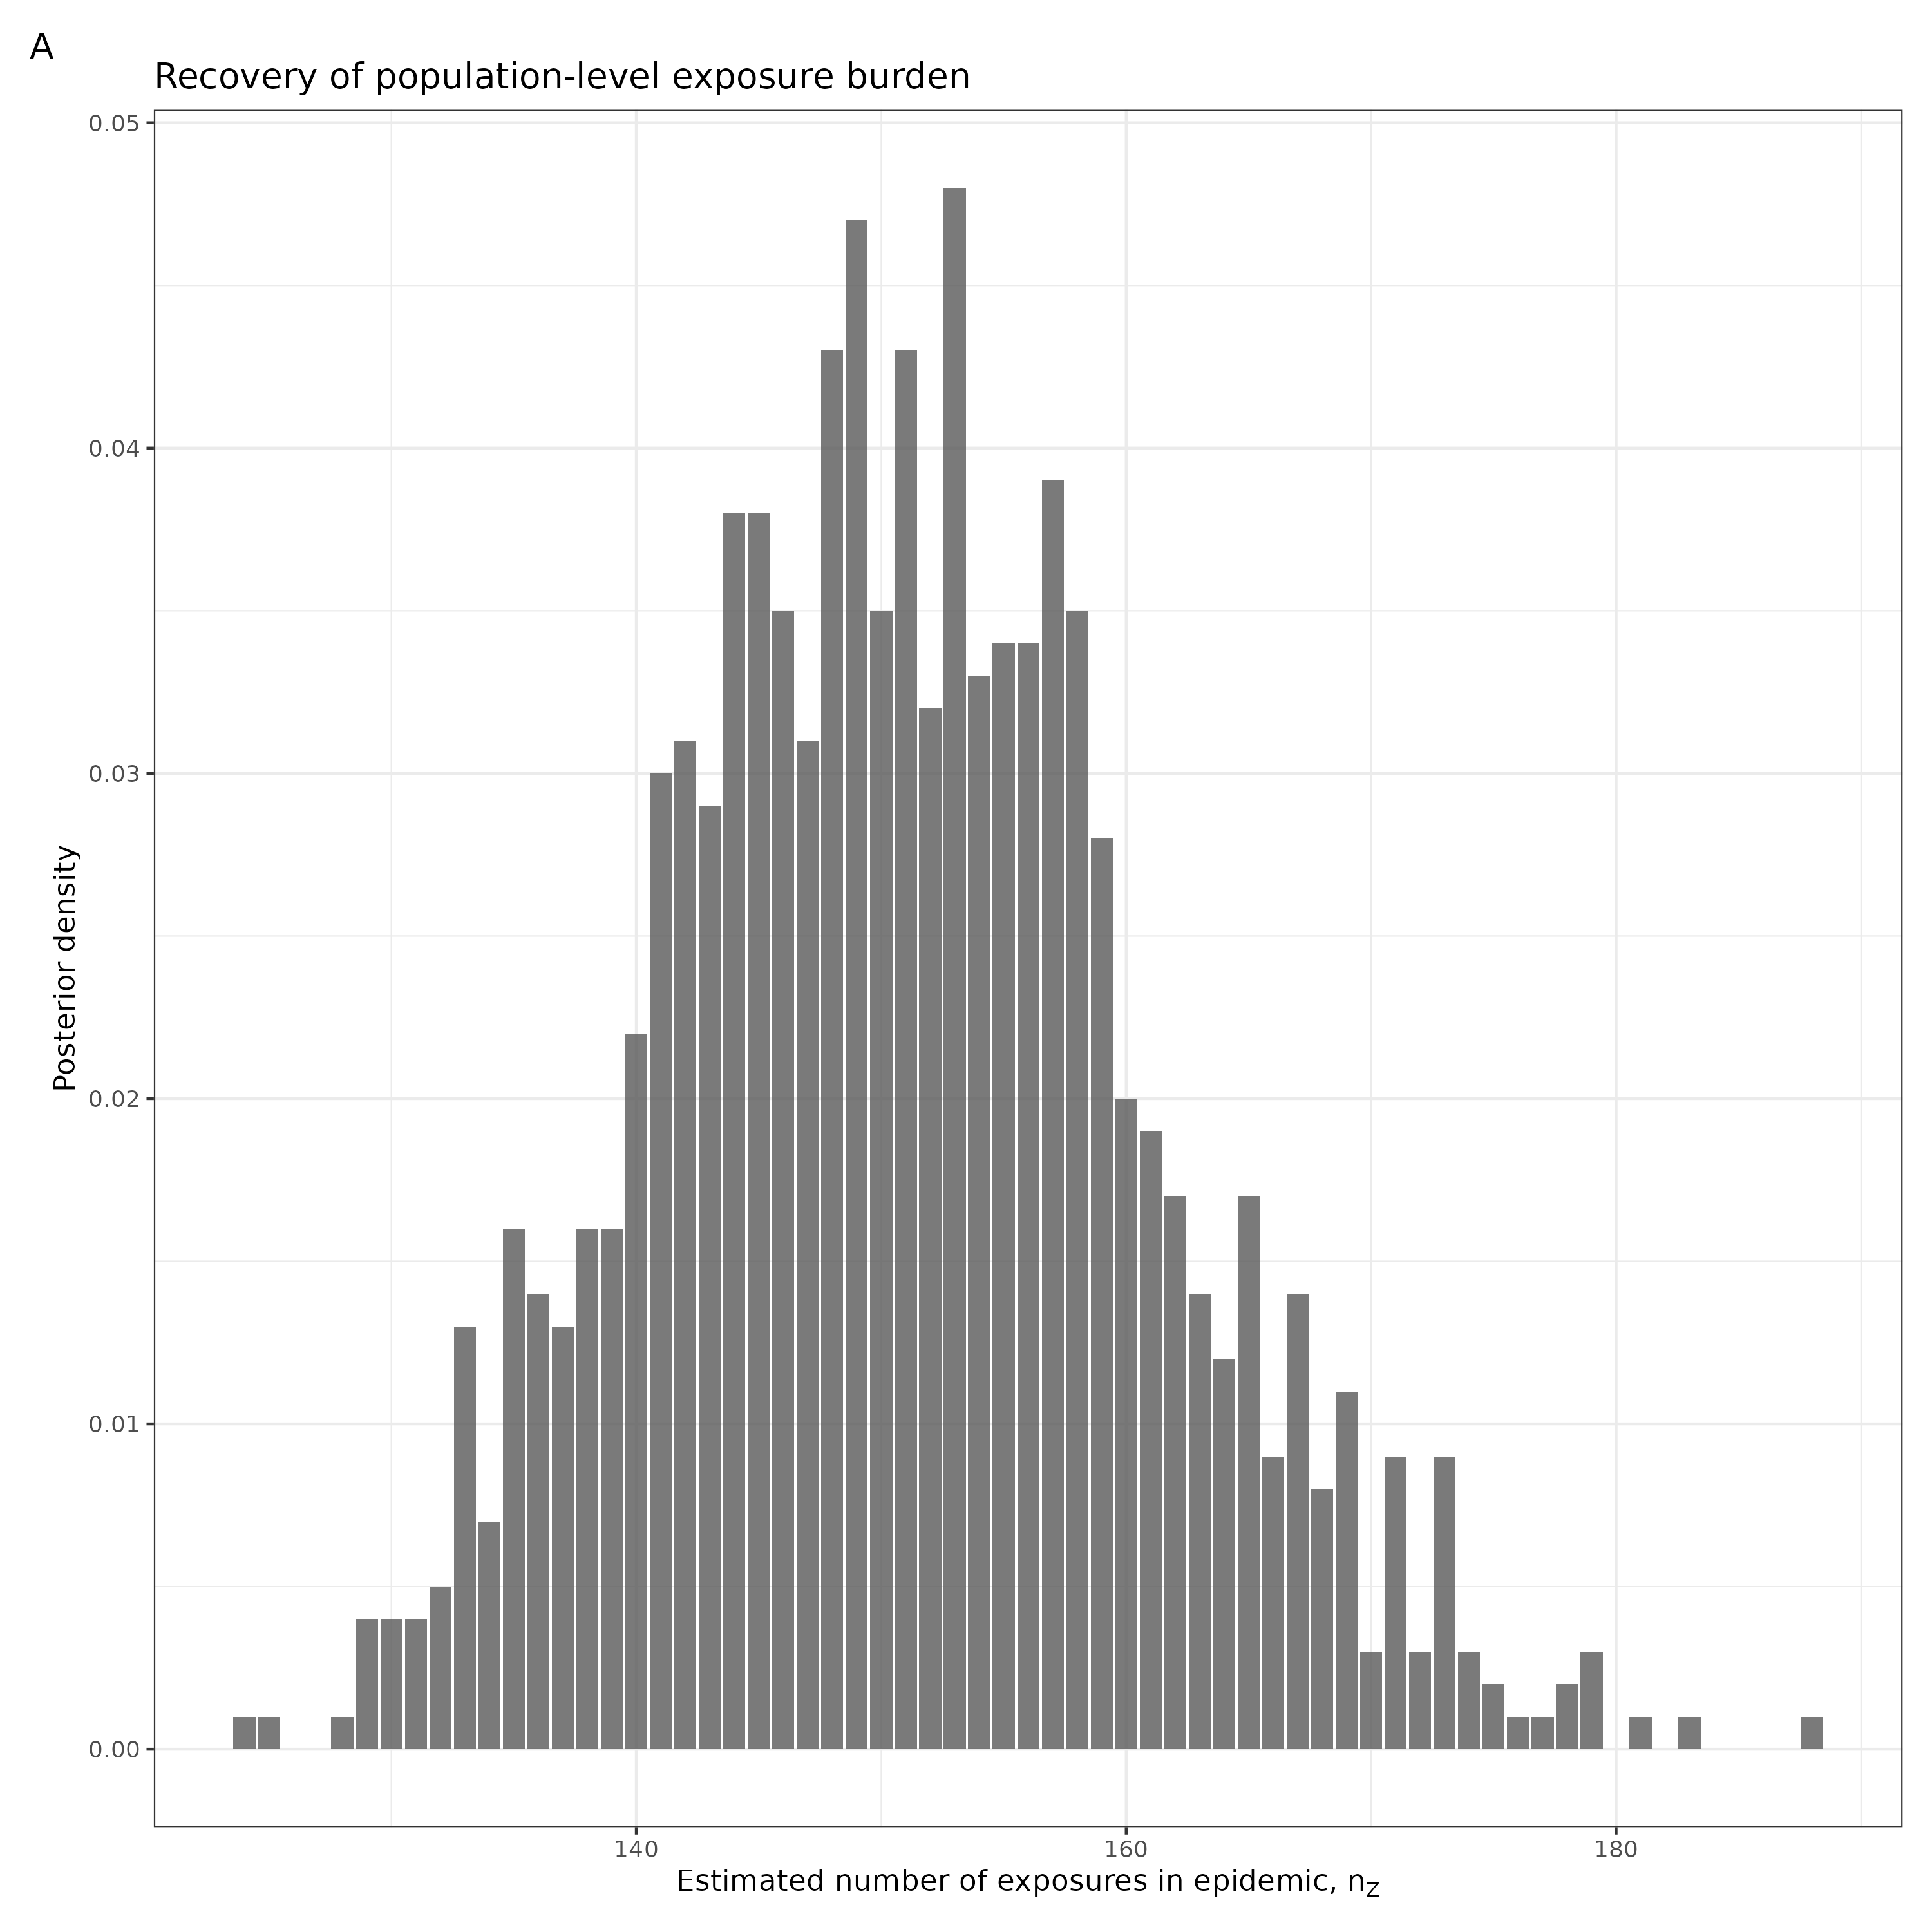 A
Recovery of population-level exposure burden
0.05
0.04
0.03
0.02
0.01
0.00
Posterior density
140 160 180
Estimated number of exposures in epidemic, nZ